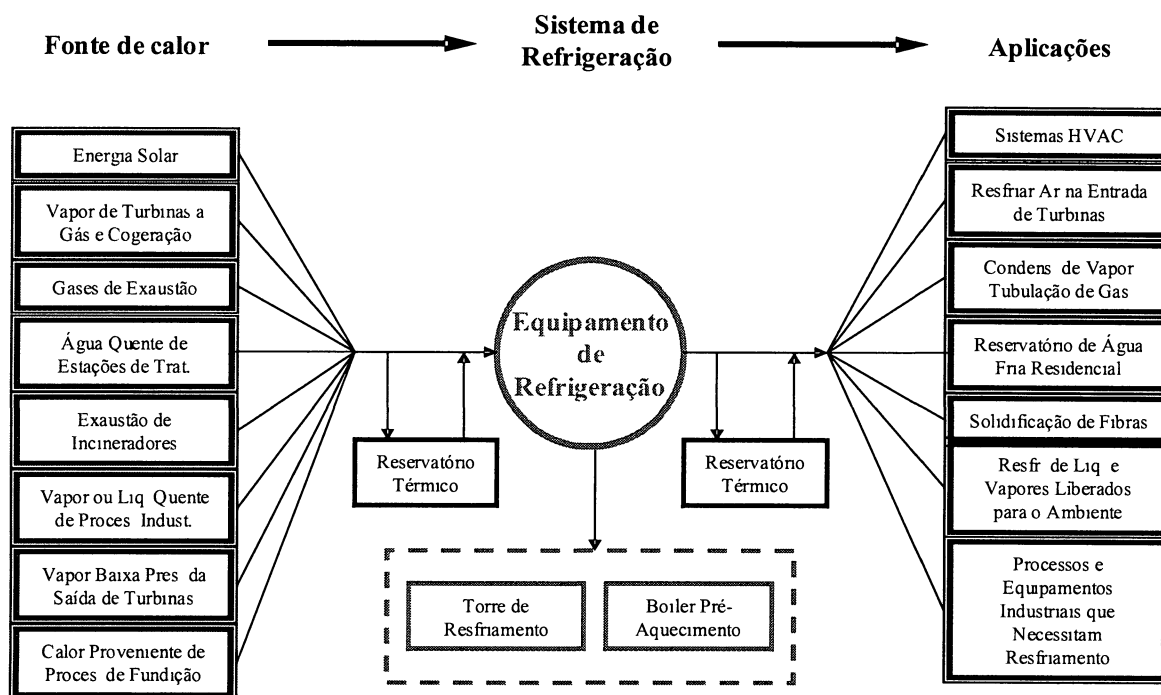 Fonte de calor
Sistema de
Refrigeração
Aplicações
Energia Solar
Vapor de Turbinas a
Gás e Cogeração
Gases de Exaustão
Água Quente de
Estações de Trat.
Exaustão de
Incineradores
Vapor ou Liq Quente
de Proces Indust.
Vapor Baixa Pres da
Saída de Turbinas
Calor Proveniente de
Proces de Fundição
Reservatório
Térmico
Equipamento
de
Refrigeração
Reservatório
Térmico
Torre de
Resfriamento
Boiler Pré-
Aquecimento
Sistemas HVAC
Resfriar Ar na Entrada
de Turbinas
Condens de Vapor
Tubulação de Gas
Reservatório de Água
Fria Residencial
Solidificação de Fibras
Resfr de Liq e
Vapores Liberados
para o Ambiente
Processos e
Equipamentos
Industriais que
Necessitam
Resfriamento